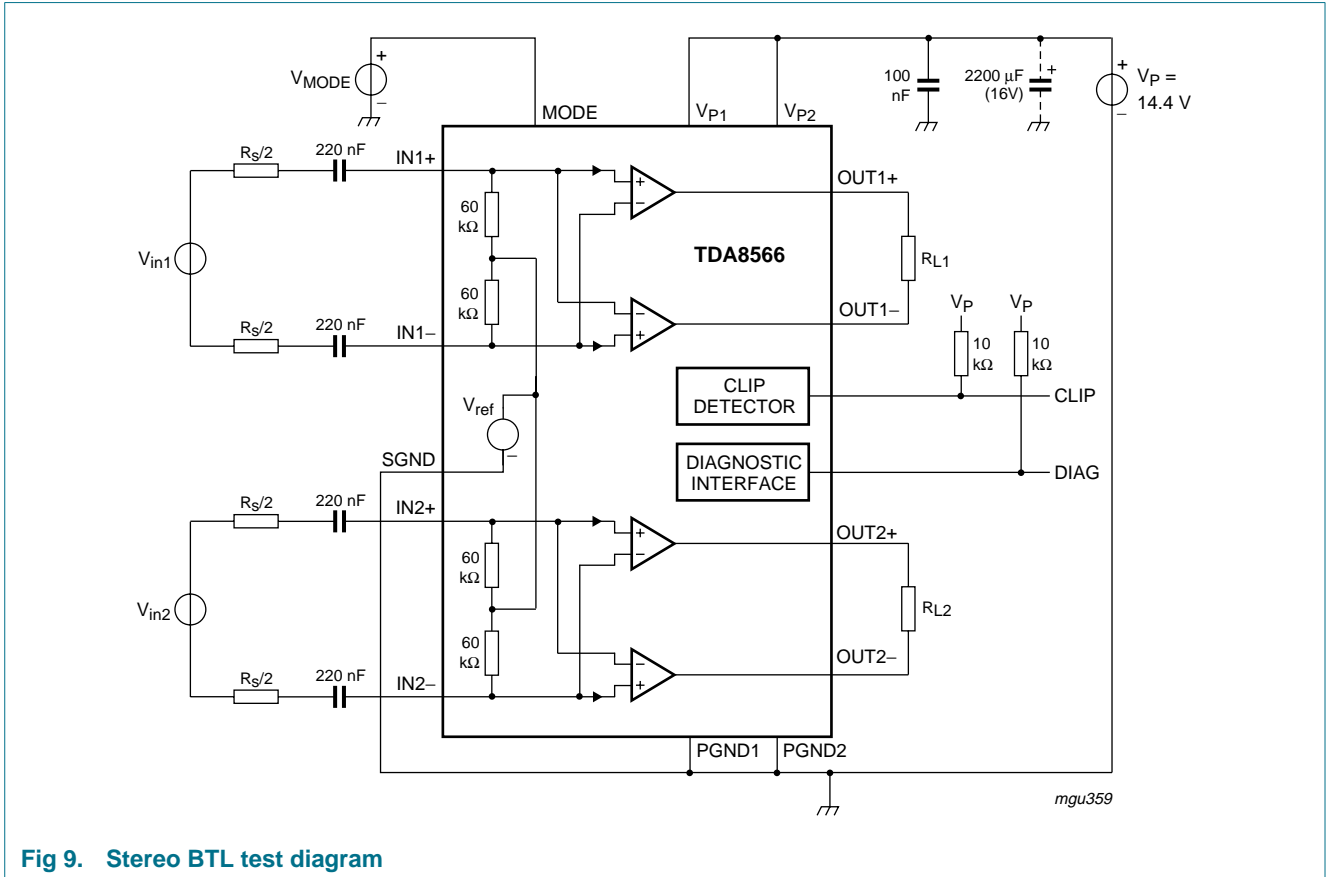 VMODE
+
−
MODE
VP1
VP2
100
nF
2200 µF
(16V)
+
+
VP =
14.4 V
−
RS/2
220 nF
IN1+
60
kΩ
+
−
OUT1+
Vin1
TDA8566
RL1
60
kΩ
−
+
OUT1−
RS/2
220 nF
IN1−
VP
VP
10
kΩ
10
kΩ
CLIP
DETECTOR
CLIP
Vref
−
SGND
DIAGNOSTIC
INTERFACE
DIAG
RS/2
220 nF
IN2+
60
kΩ
+
−
OUT2+
Vin2
RL2
60
kΩ
−
+
OUT2−
RS/2
220 nF
IN2−
PGND1
PGND2
mgu359
Fig 9. Stereo BTL test diagram